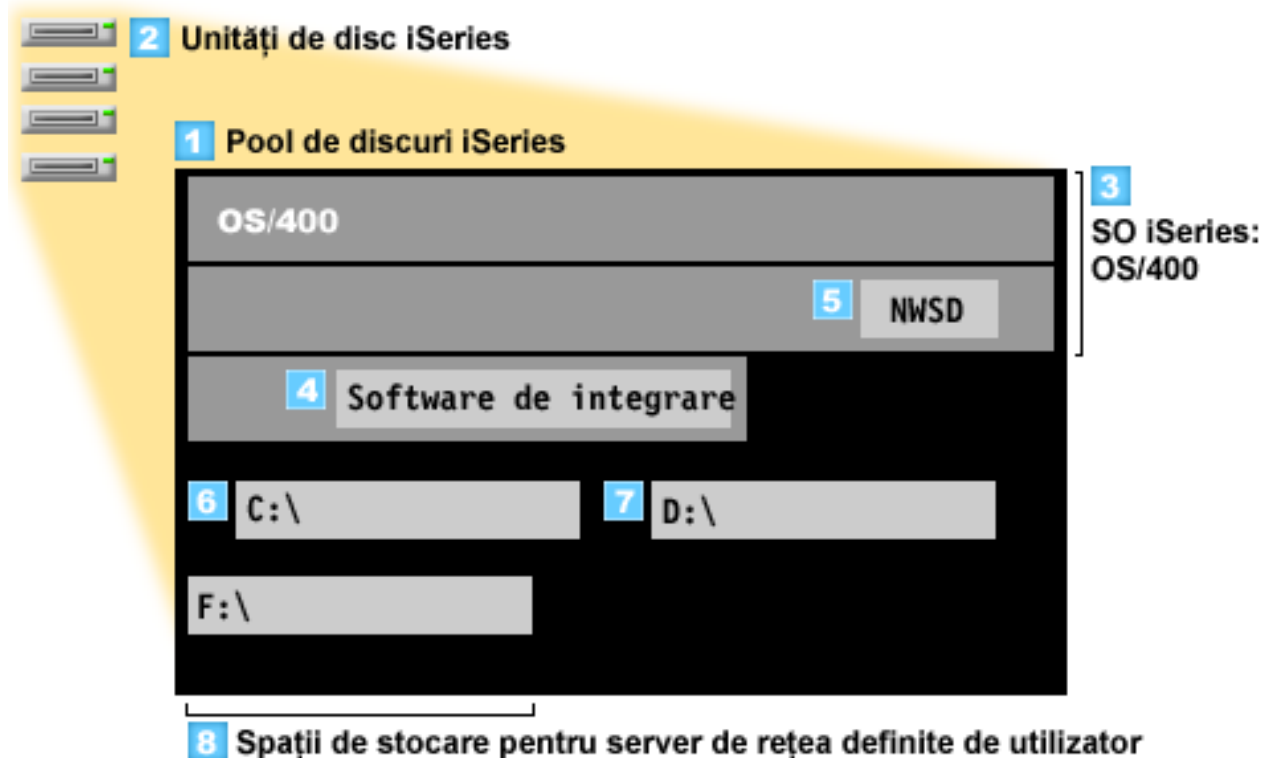 2 Unități de disc iSeries
1 Pool de discuri iSeries
OS/400
3
SO iSeries:
OS/400
5 NWSD
4 Software de integrare
6 C:\
7 D:\
F:\
8 Spații de stocare pentru server de rețea definite de utilizator